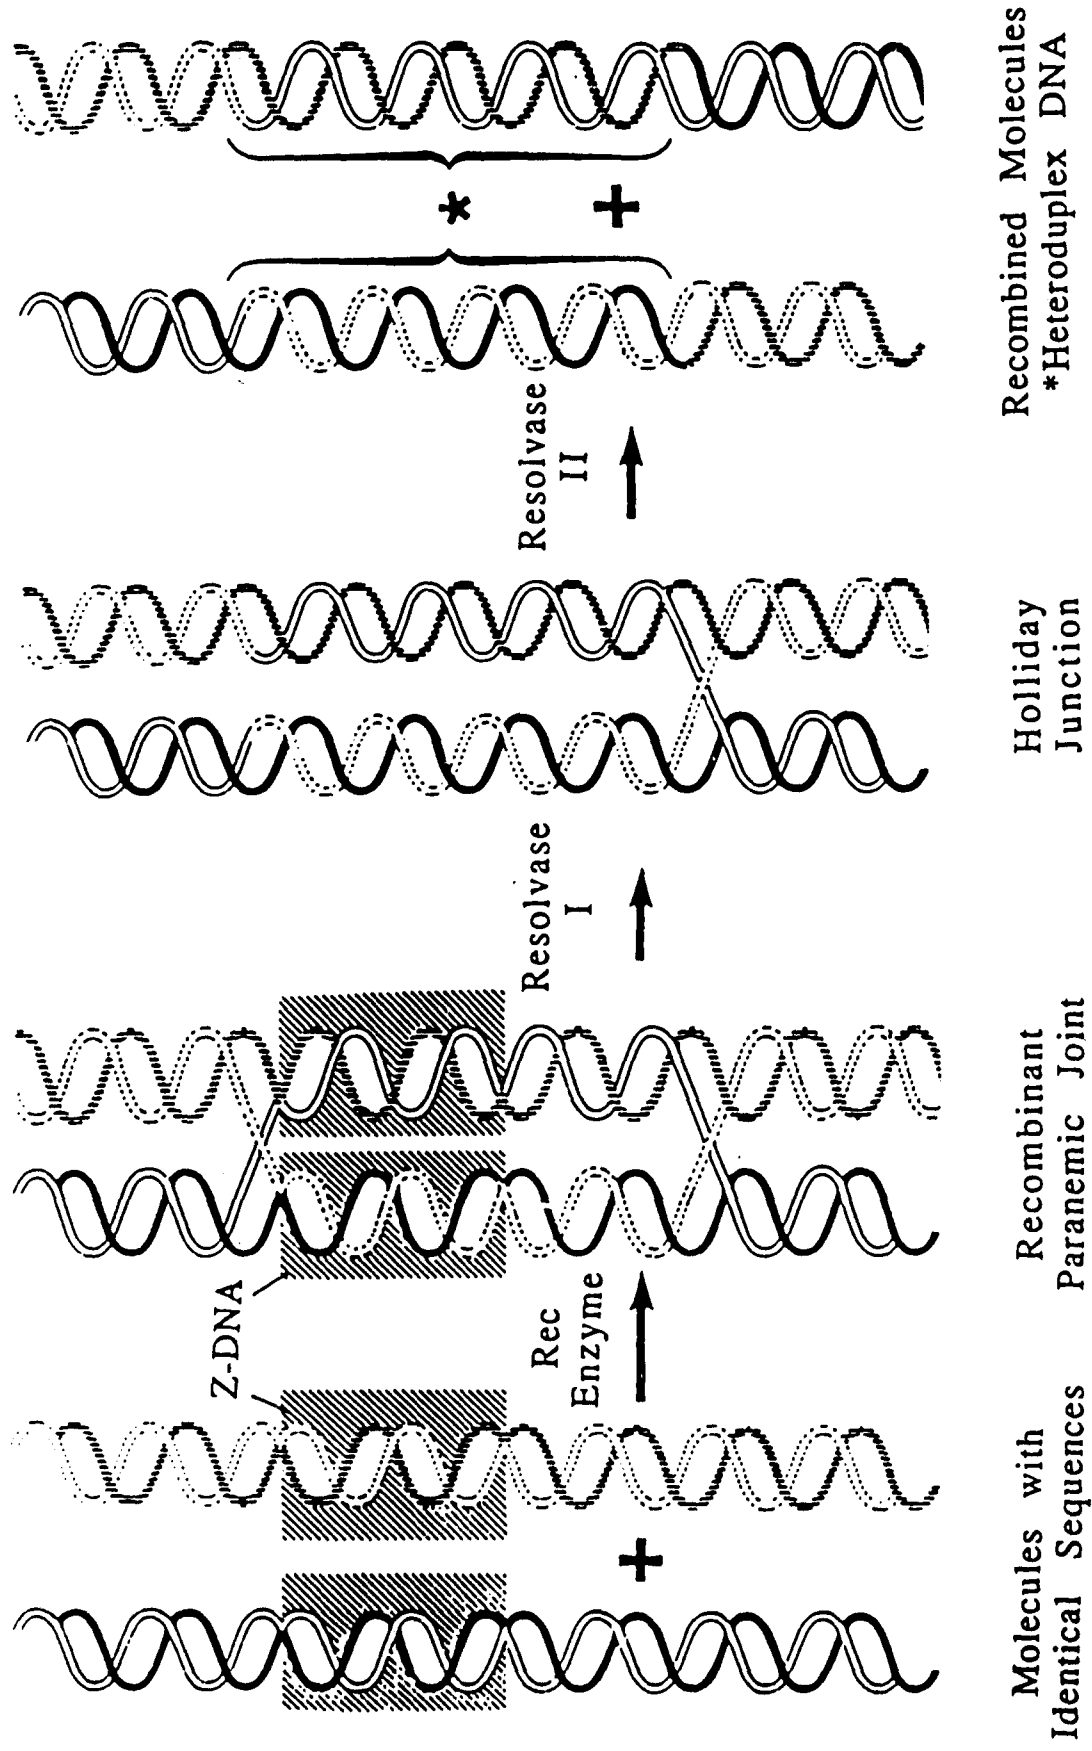 Z-DNA
+
Rec
Enzyme
Resolvase
I
Resolvase
II
*
+
Molecules with
Identical Sequences
Recombinant
Paranemic Joint
Holliday
Junction
Recombined Molecules
*Heteroduplex DNA